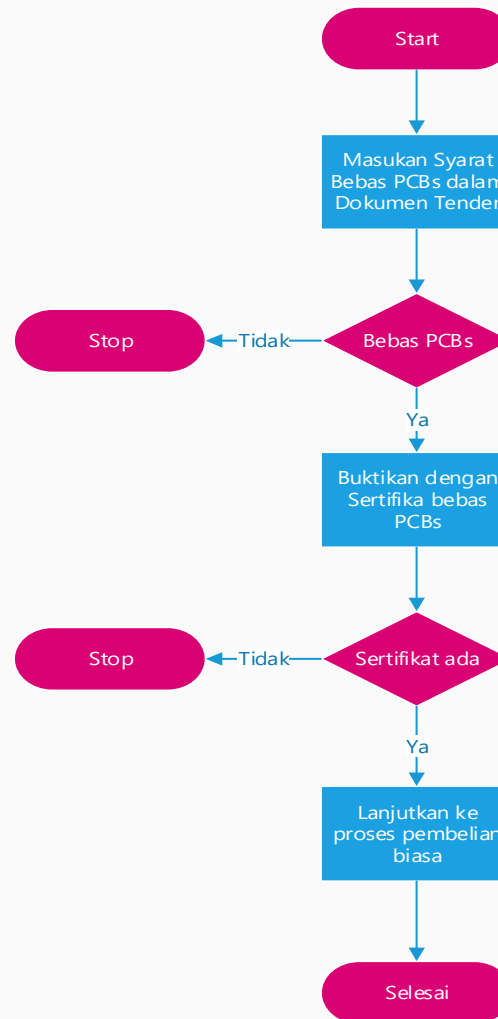 Start
Masukan Syarat
Bebas PCBs dalam
Dokumen Tender
Stop
Tidak
Bebas PCBs
Ya
Buktikan dengan
Sertifika bebas
PCBs
Stop
Tidak
Sertifikat ada
Ya
Lanjutkan ke
proses pembelian
biasa
Selesai